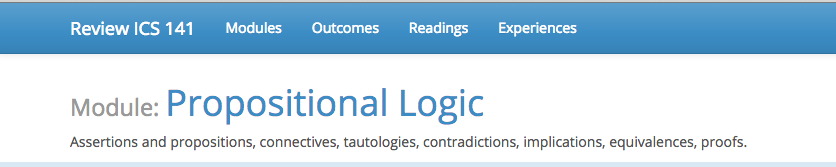 Review ICS 141 Modules Outcomes Readings Experiences
Module: Propositional Logic
Assertions and propositions, connectives, tautologies, contradictions, implications, equivalences, proofs.